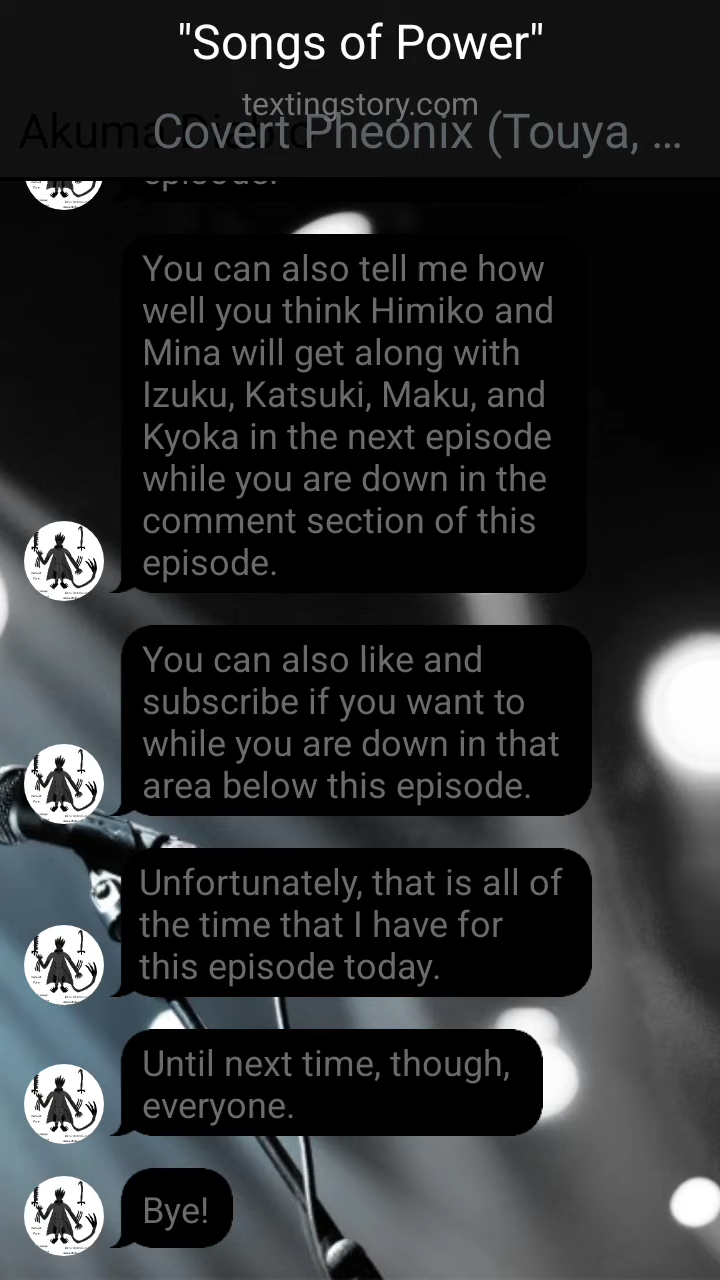 "Songs of Power"
textingstory.com
Akuma Covert Pheonix (Touya, ...
episode.
You can also tell me how
well you think Himiko and
Mina will get along with
Izuku, Katsuki, Maku, and
Kyoka in the next episode
while you are down in the
comment section of this
episode.
You can also like and
subscribe if you want to
while you are down in that
area below this episode.
Unfortunately, that is all of
the time that I have for
this episode today.
Until next time, though,
everyone.
Bye!